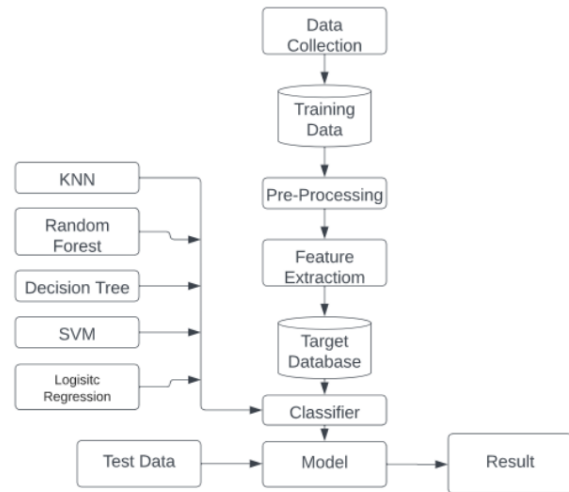 Data
Collection
Training
Data
KNN
Pre-Processing
Random
Forest
Feature
Extractiom
Decision Tree
SVM
Target
Database
Logisitc
Regression
Classifier
Test Data
Model
Result